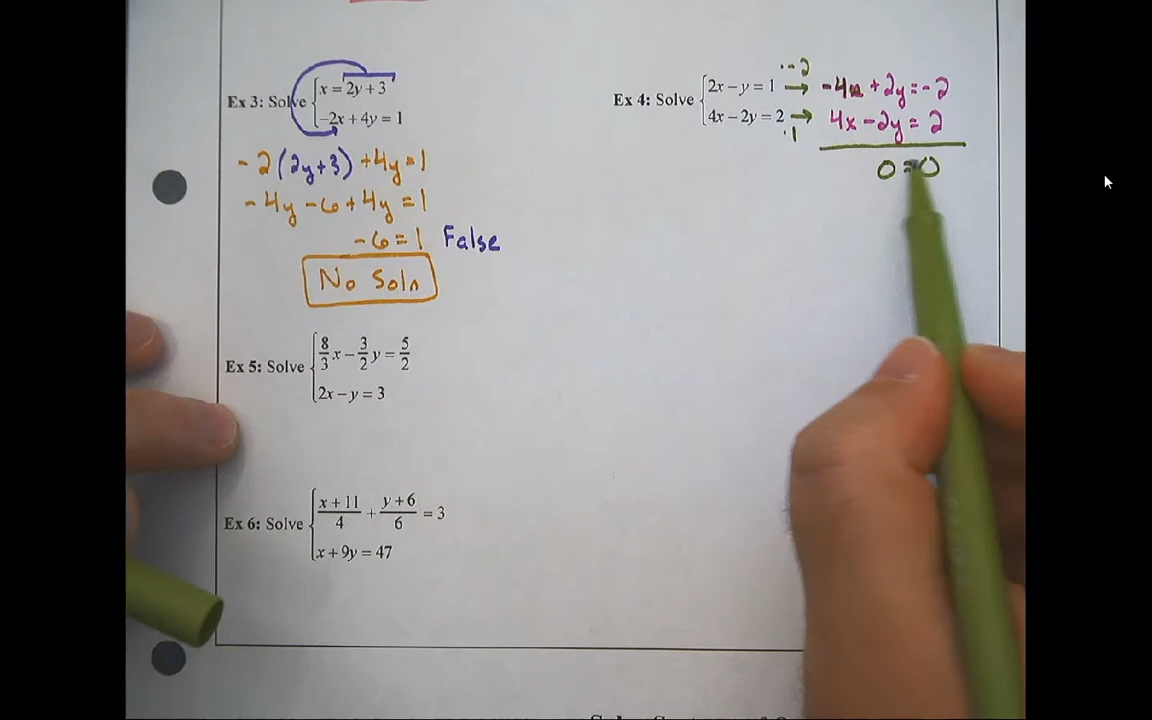 Ex 3: Solve { x = 2y + 3
-2x + 4y = 1
-2(2y+3) + 4y = 1
-4y - 6 + 4y = 1
-6 = 1 False
No Soln
Ex 4: Solve { 2x - y = 1 → -4x + 2y = -2
·-2
4x - 2y = 2 → 4x - 2y = 2
·1
0 = 0
Ex 5: Solve { 8/3 x - 3/2 y = 5/2
2x - y = 3
Ex 6: Solve { x + 11 / 4 + y + 6 / 6 = 3
x + 9y = 47